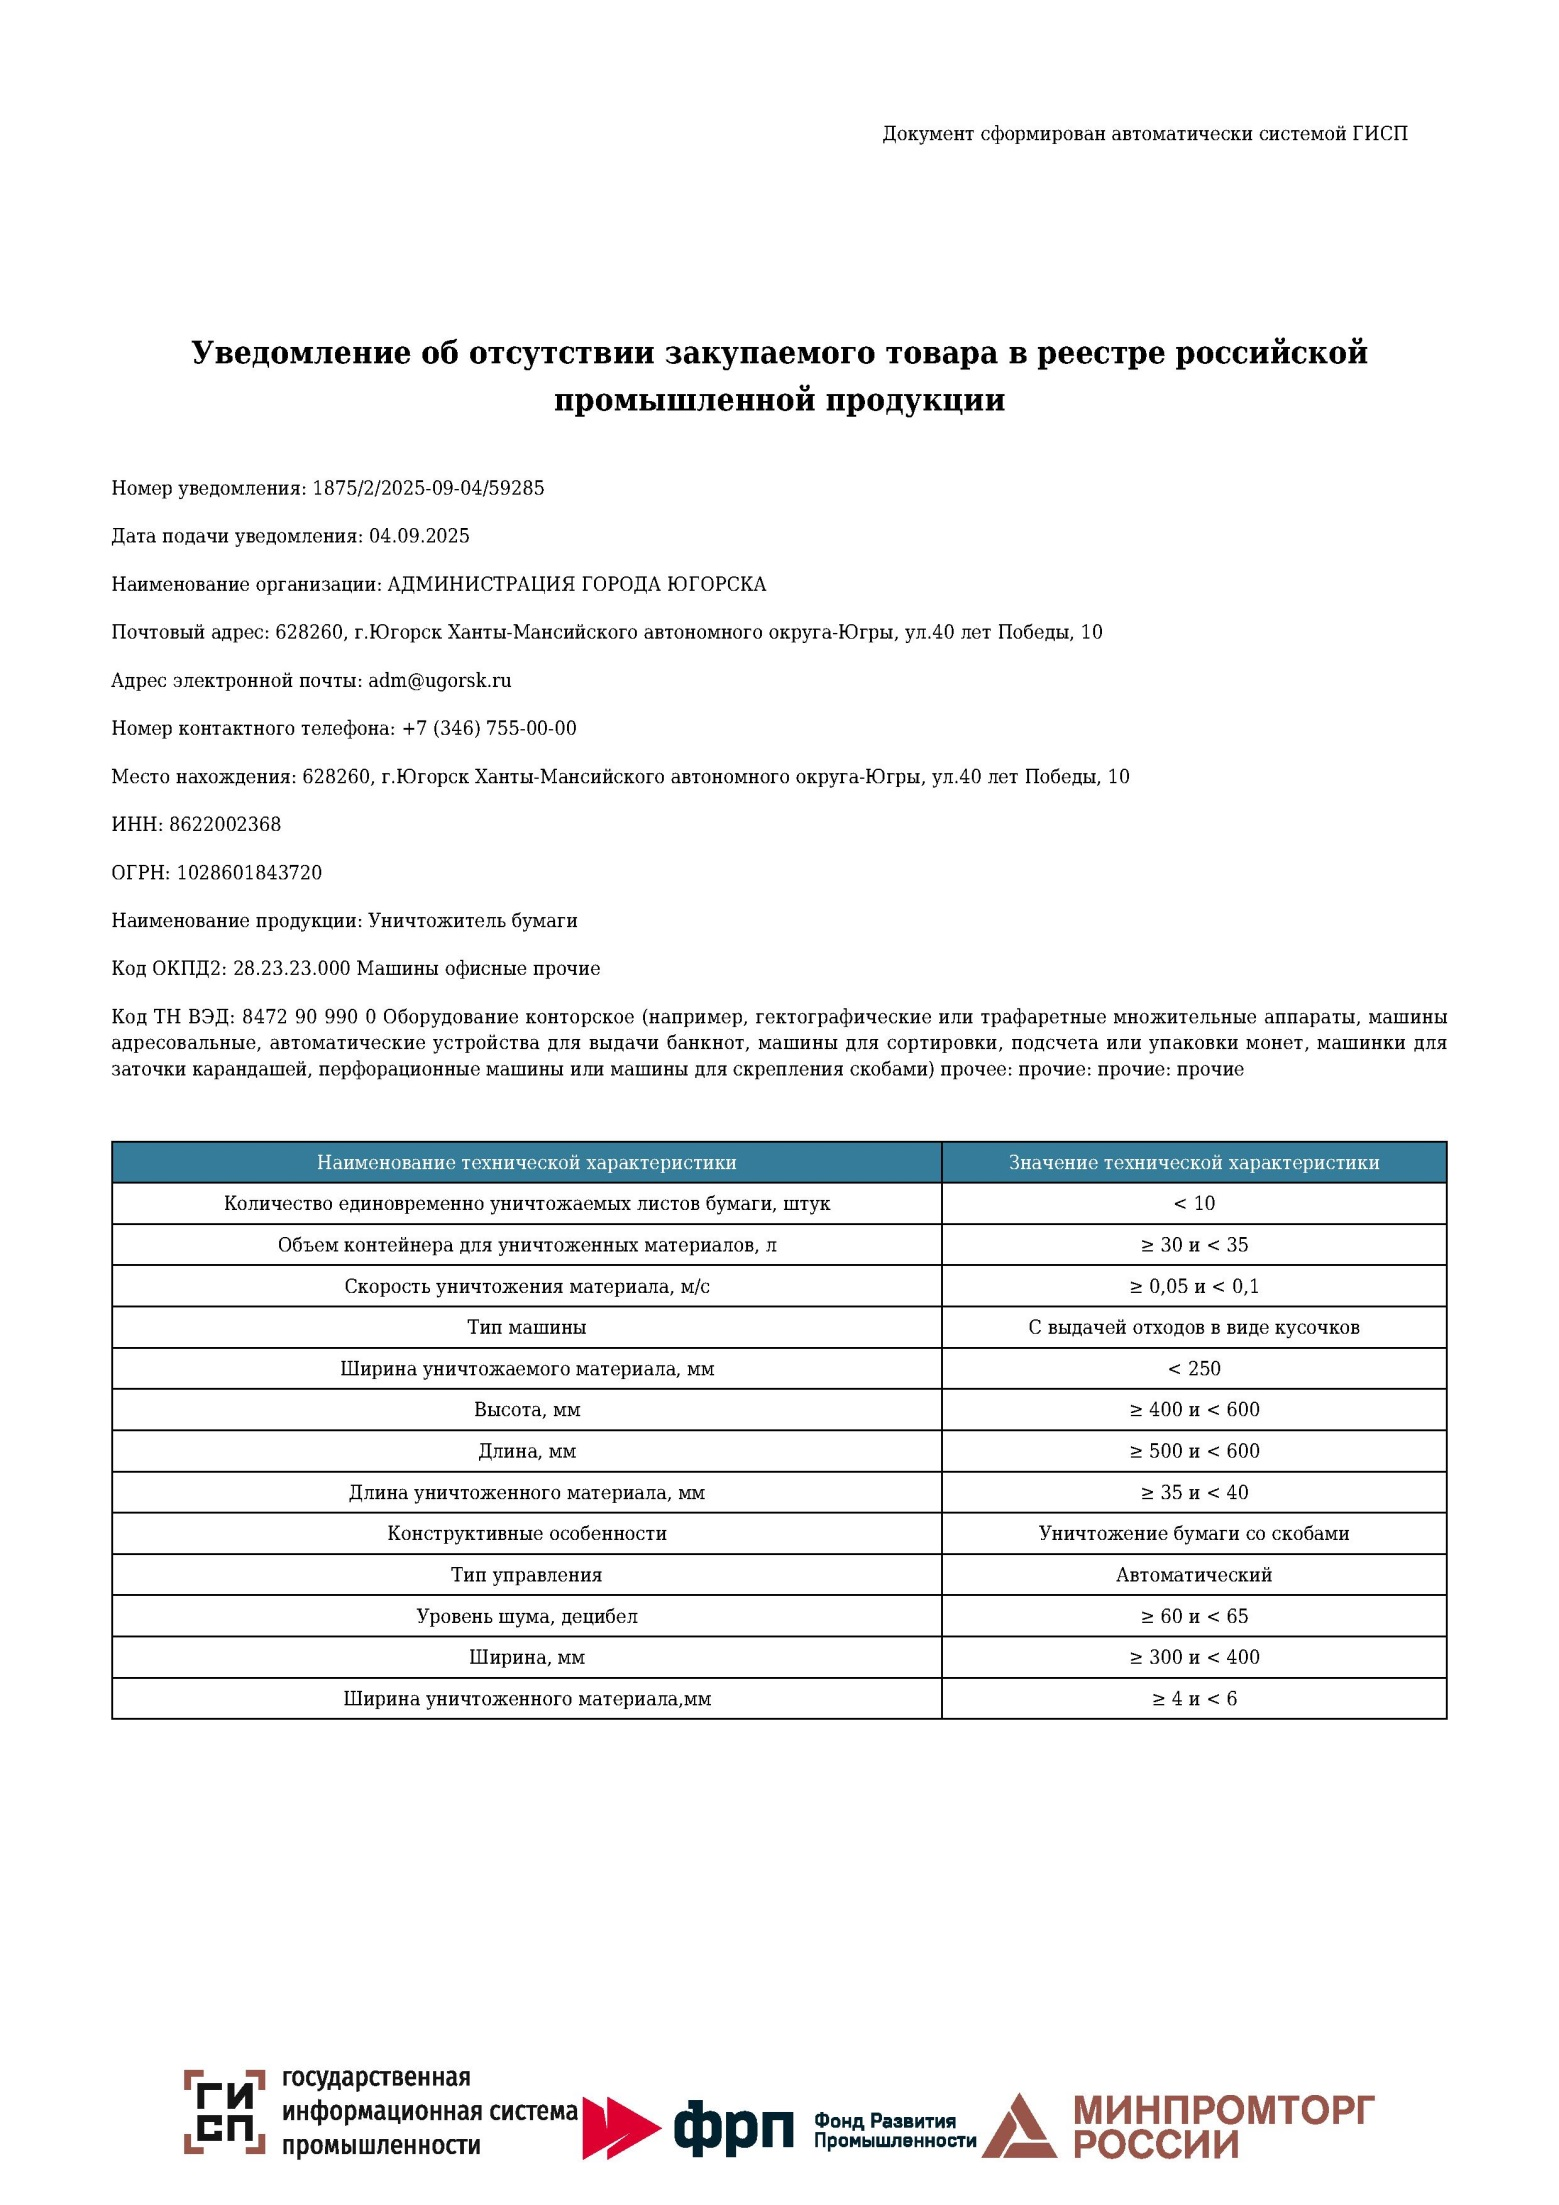 Документ сформирован автоматически системой ГИСП
Уведомление об отсутствии закупаемого товара в реестре российской
промышленной продукции
Номер уведомления: 1875/2/2025-09-04/59285
Дата подачи уведомления: 04.09.2025
Наименование организации: АДМИНИСТРАЦИЯ ГОРОДА ЮГОРСКА
Почтовый адрес: 628260, г.Югорск Ханты-Мансийского автономного округа-Югры, ул.40 лет Победы, 10
Адрес электронной почты: adm@ugorsk.ru
Номер контактного телефона: +7 (346) 755-00-00
Место нахождения: 628260, г.Югорск Ханты-Мансийского автономного округа-Югры, ул.40 лет Победы, 10
ИНН: 8622002368
ОГРН: 1028601843720
Наименование продукции: Уничтожитель бумаги
Код ОКПД2: 28.23.23.000 Машины офисные прочие
Код ТН ВЭД: 8472 90 990 0 Оборудование конторское (например, гектографические или трафаретные множительные аппараты, машины
адресовальные, автоматические устройства для выдачи банкнот, машины для сортировки, подсчета или упаковки монет, машинки для
заточки карандашей, перфорационные машины или машины для скрепления скобами) прочее: прочие: прочие: прочие
Наименование технической характеристики Значение технической характеристики
Количество единовременно уничтожаемых листов бумаги, штук < 10
Объем контейнера для уничтоженных материалов, л ≥ 30 и < 35
Скорость уничтожения материала, м/с ≥ 0,05 и < 0,1
Тип машины С выдачей отходов в виде кусочков
Ширина уничтожаемого материала, мм < 250
Высота, мм ≥ 400 и < 600
Длина, мм ≥ 500 и < 600
Длина уничтоженного материала, мм ≥ 35 и < 40
Конструктивные особенности Уничтожение бумаги со скобами
Тип управления Автоматический
Уровень шума, децибел ≥ 60 и < 65
Ширина, мм ≥ 300 и < 400
Ширина уничтоженного материала,мм ≥ 4 и < 6
ГИ
СП
государственная
информационная система
промышленности
фрп
Фонд Развития
Промышленности
МИНПРОМТОРГ
РОССИИ